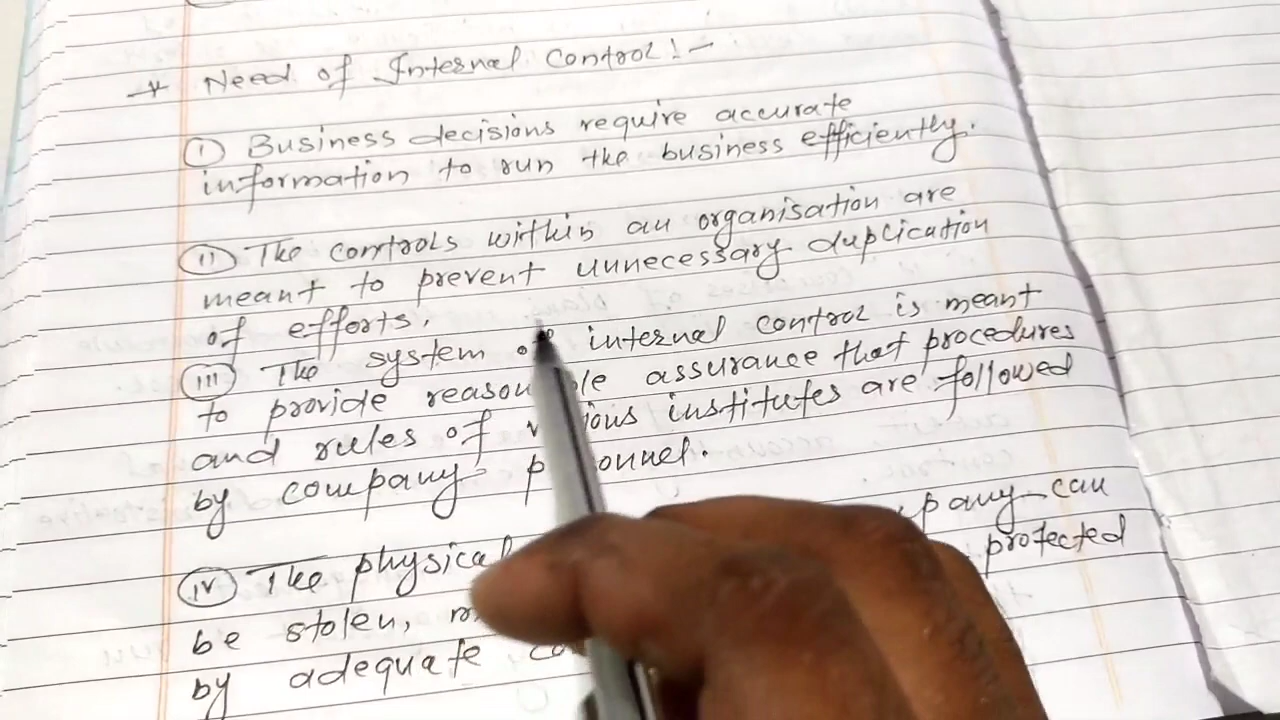 Need of Internal Control:-
(i) Business decisions require accurate
information to run the business efficiently.
(ii) The controls within an organisation are
meant to prevent unnecessary duplication
of efforts.
(iii) The system internal control is meant
to provide assurance that procedures
and rules of institutes are followed
by company
(iv) The physical can
be stolen, protected
by adequate